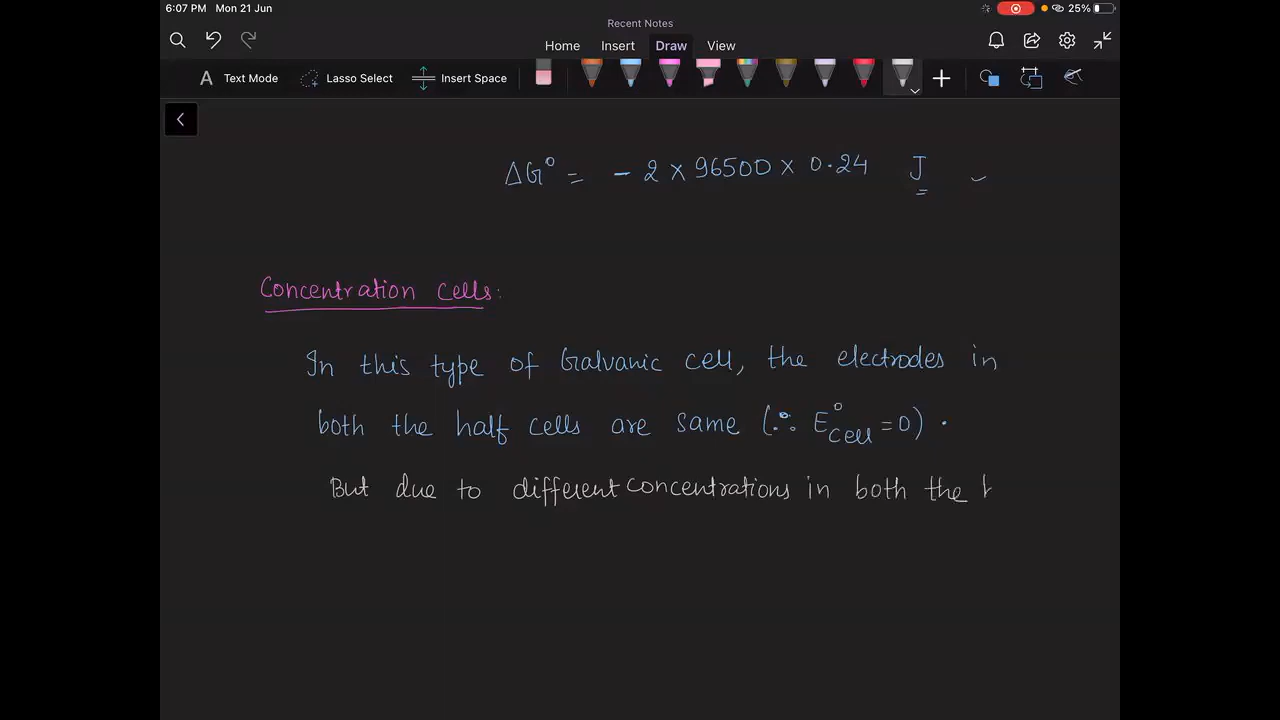 6:07 PM Mon 21 Jun
25%
Recent Notes
Home Insert Draw View
Text Mode Lasso Select Insert Space
ΔG° = - 2 × 96500 × 0.24 J
Concentration Cells:
In this type of Galvanic cell, the electrodes in
both the half cells are same (∴ E°cell = 0).
But due to different concentrations in both the